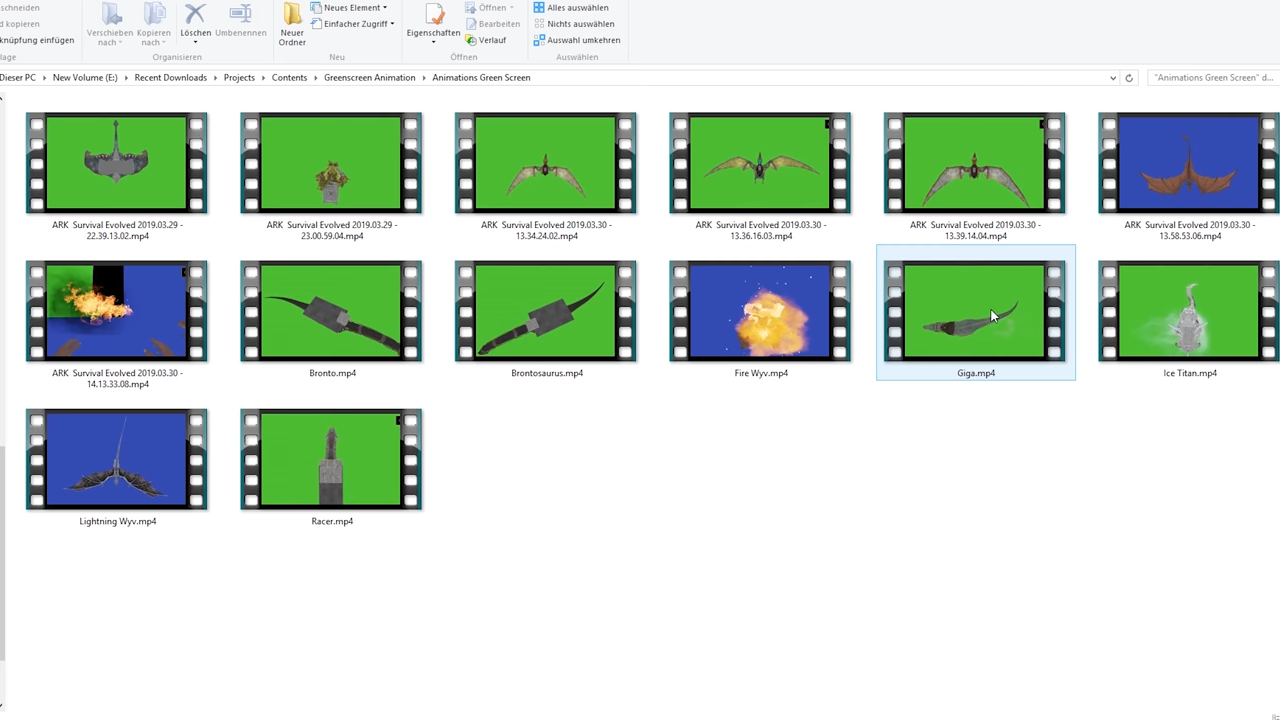 schneiden
d kopieren
knüpfung einfügen
lage
Verschieben nach
Kopieren nach
Löschen
Umbenennen
Organisieren
Neuer Ordner
Neues Element
Einfacher Zugriff
Neu
Eigenschaften
Öffnen
Bearbeiten
Verlauf
Öffnen
Alles auswählen
Nichts auswählen
Auswahl umkehren
Auswählen
Dieser PC
New Volume (E:)
Recent Downloads
Projects
Contents
Greenscreen Animation
Animations Green Screen
"Animations Green Screen" d...
ARK Survival Evolved 2019.03.29 -
22.39.13.02.mp4
ARK Survival Evolved 2019.03.29 -
23.00.59.04.mp4
ARK Survival Evolved 2019.03.30 -
13.34.24.02.mp4
ARK Survival Evolved 2019.03.30 -
13.36.16.03.mp4
ARK Survival Evolved 2019.03.30 -
13.39.14.04.mp4
ARK Survival Evolved 2019.03.30 -
13.58.53.06.mp4
ARK Survival Evolved 2019.03.30 -
14.13.33.08.mp4
Bronto.mp4
Brontosaurus.mp4
Fire Wyv.mp4
Giga.mp4
Ice Titan.mp4
Lightning Wyv.mp4
Racer.mp4